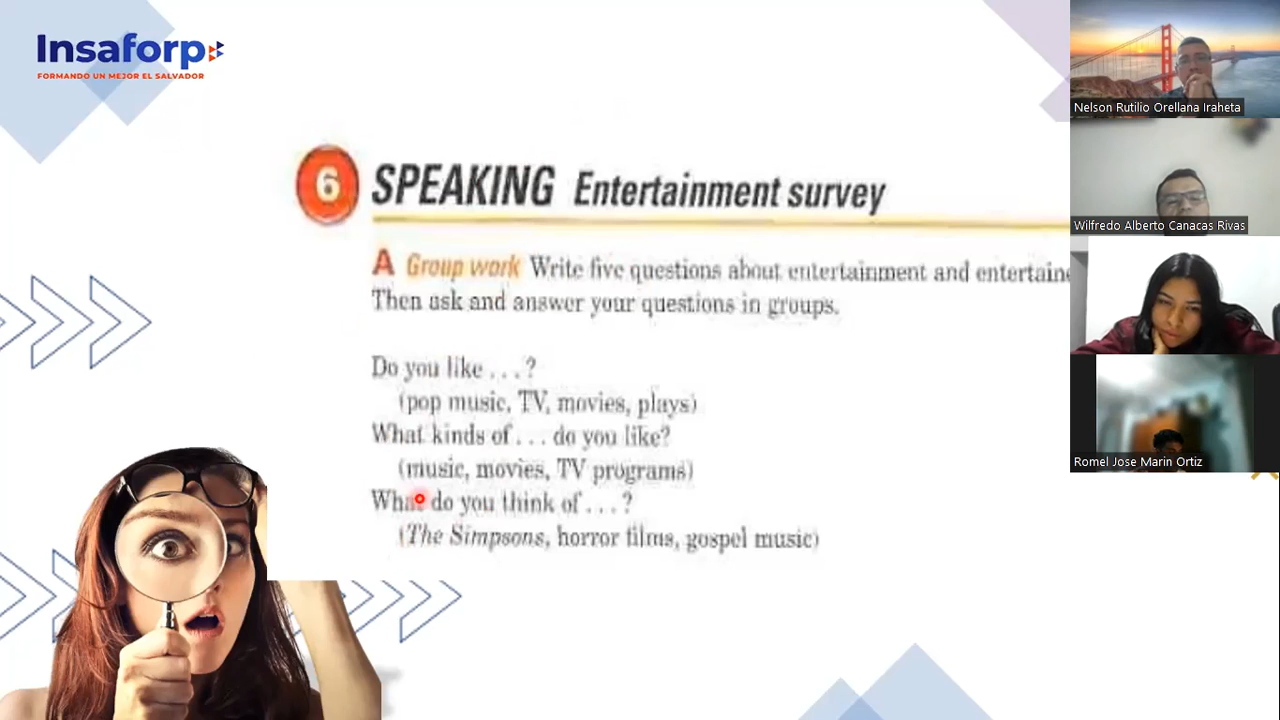 Insaforp
FORMANDO UN MEJOR EL SALVADOR
6 SPEAKING Entertainment survey
A Group work Write five questions about entertainment and
Then ask and answer your questions in groups.
Do you like . . . ?
(pop music, TV, movies, plays)
What kinds of . . . do you like?
(music, movies, TV programs)
What do you think of . . . ?
(The Simpsons, horror films, gospel music)
Nelson Rutilio Orellana Iraheta
Wilfredo Alberto Canacas Rivas
Romel Jose Marin Ortiz